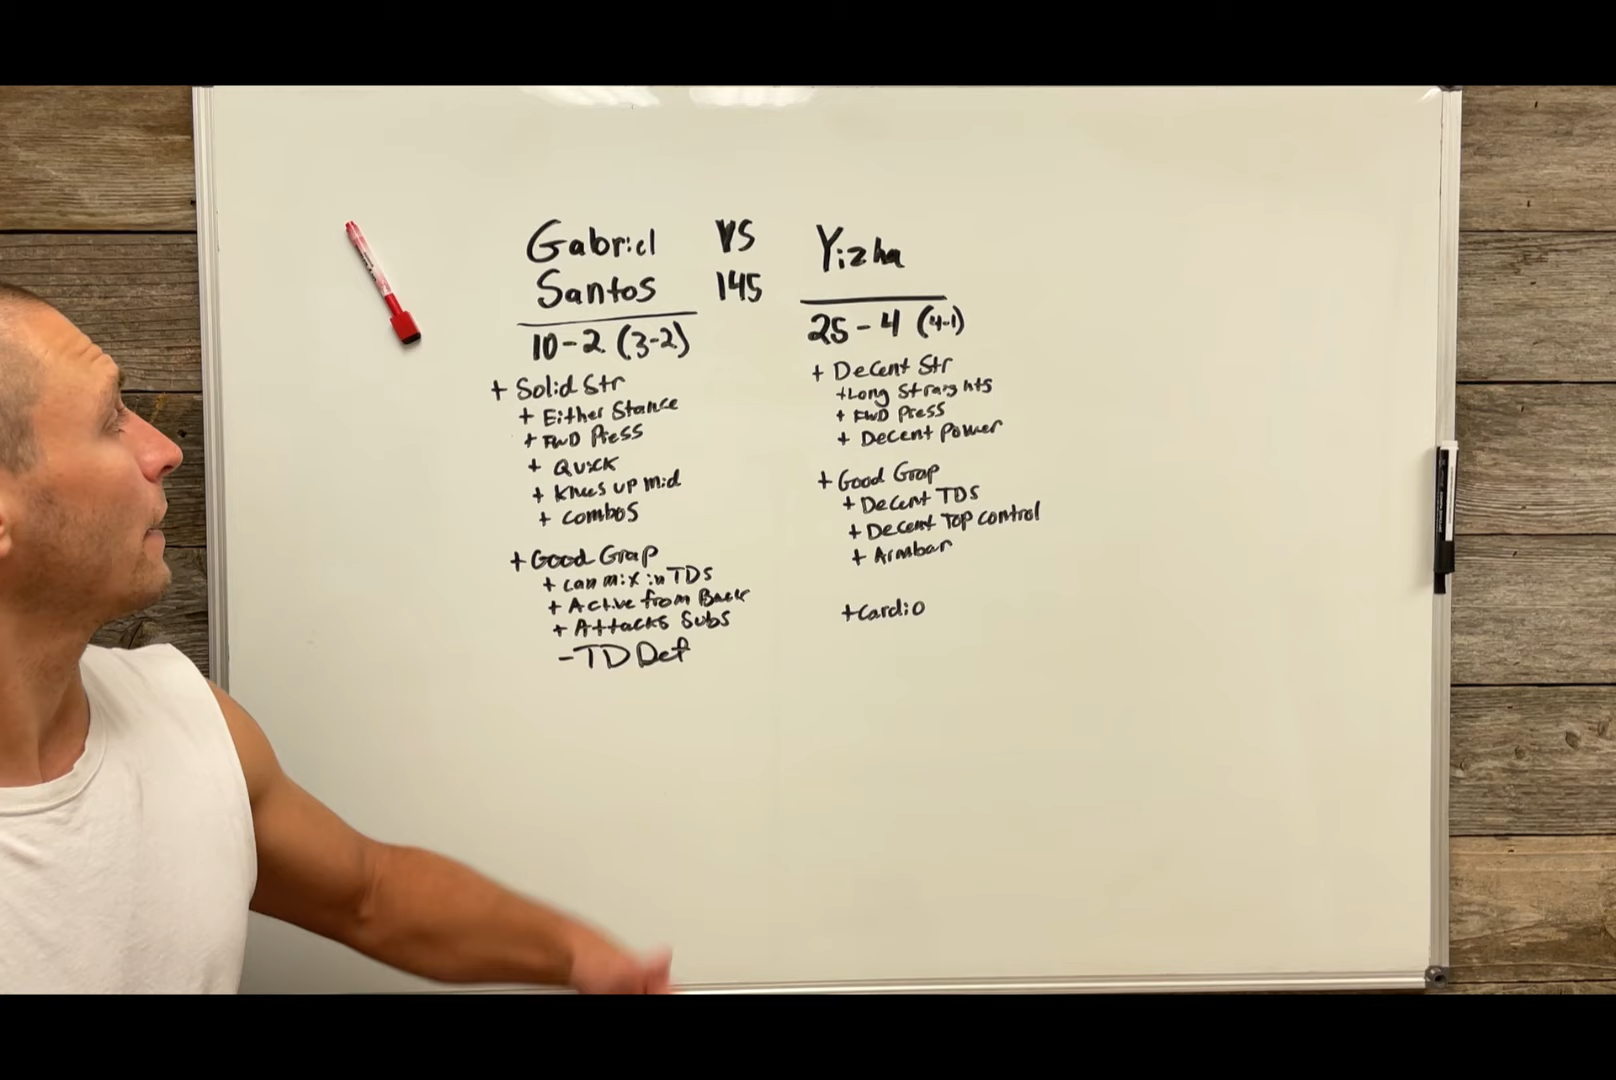 Gabriel VS Yizha
Santos 145
10-2 (3-2)
+ Solid Str
+ Either Stance
+ FWD Press
+ Quick
+ Knees up mid
+ combos
+ Good Grap
+ can mix in TDS
+ Active from Back
+ Attacks Subs
- TD Def
25-4 (4-1)
+ Decent Str
+ Long Straights
+ FWD Press
+ Decent Power
+ Good Grap
+ Decent TDS
+ Decent Top control
+ Armbar
+ Cardio